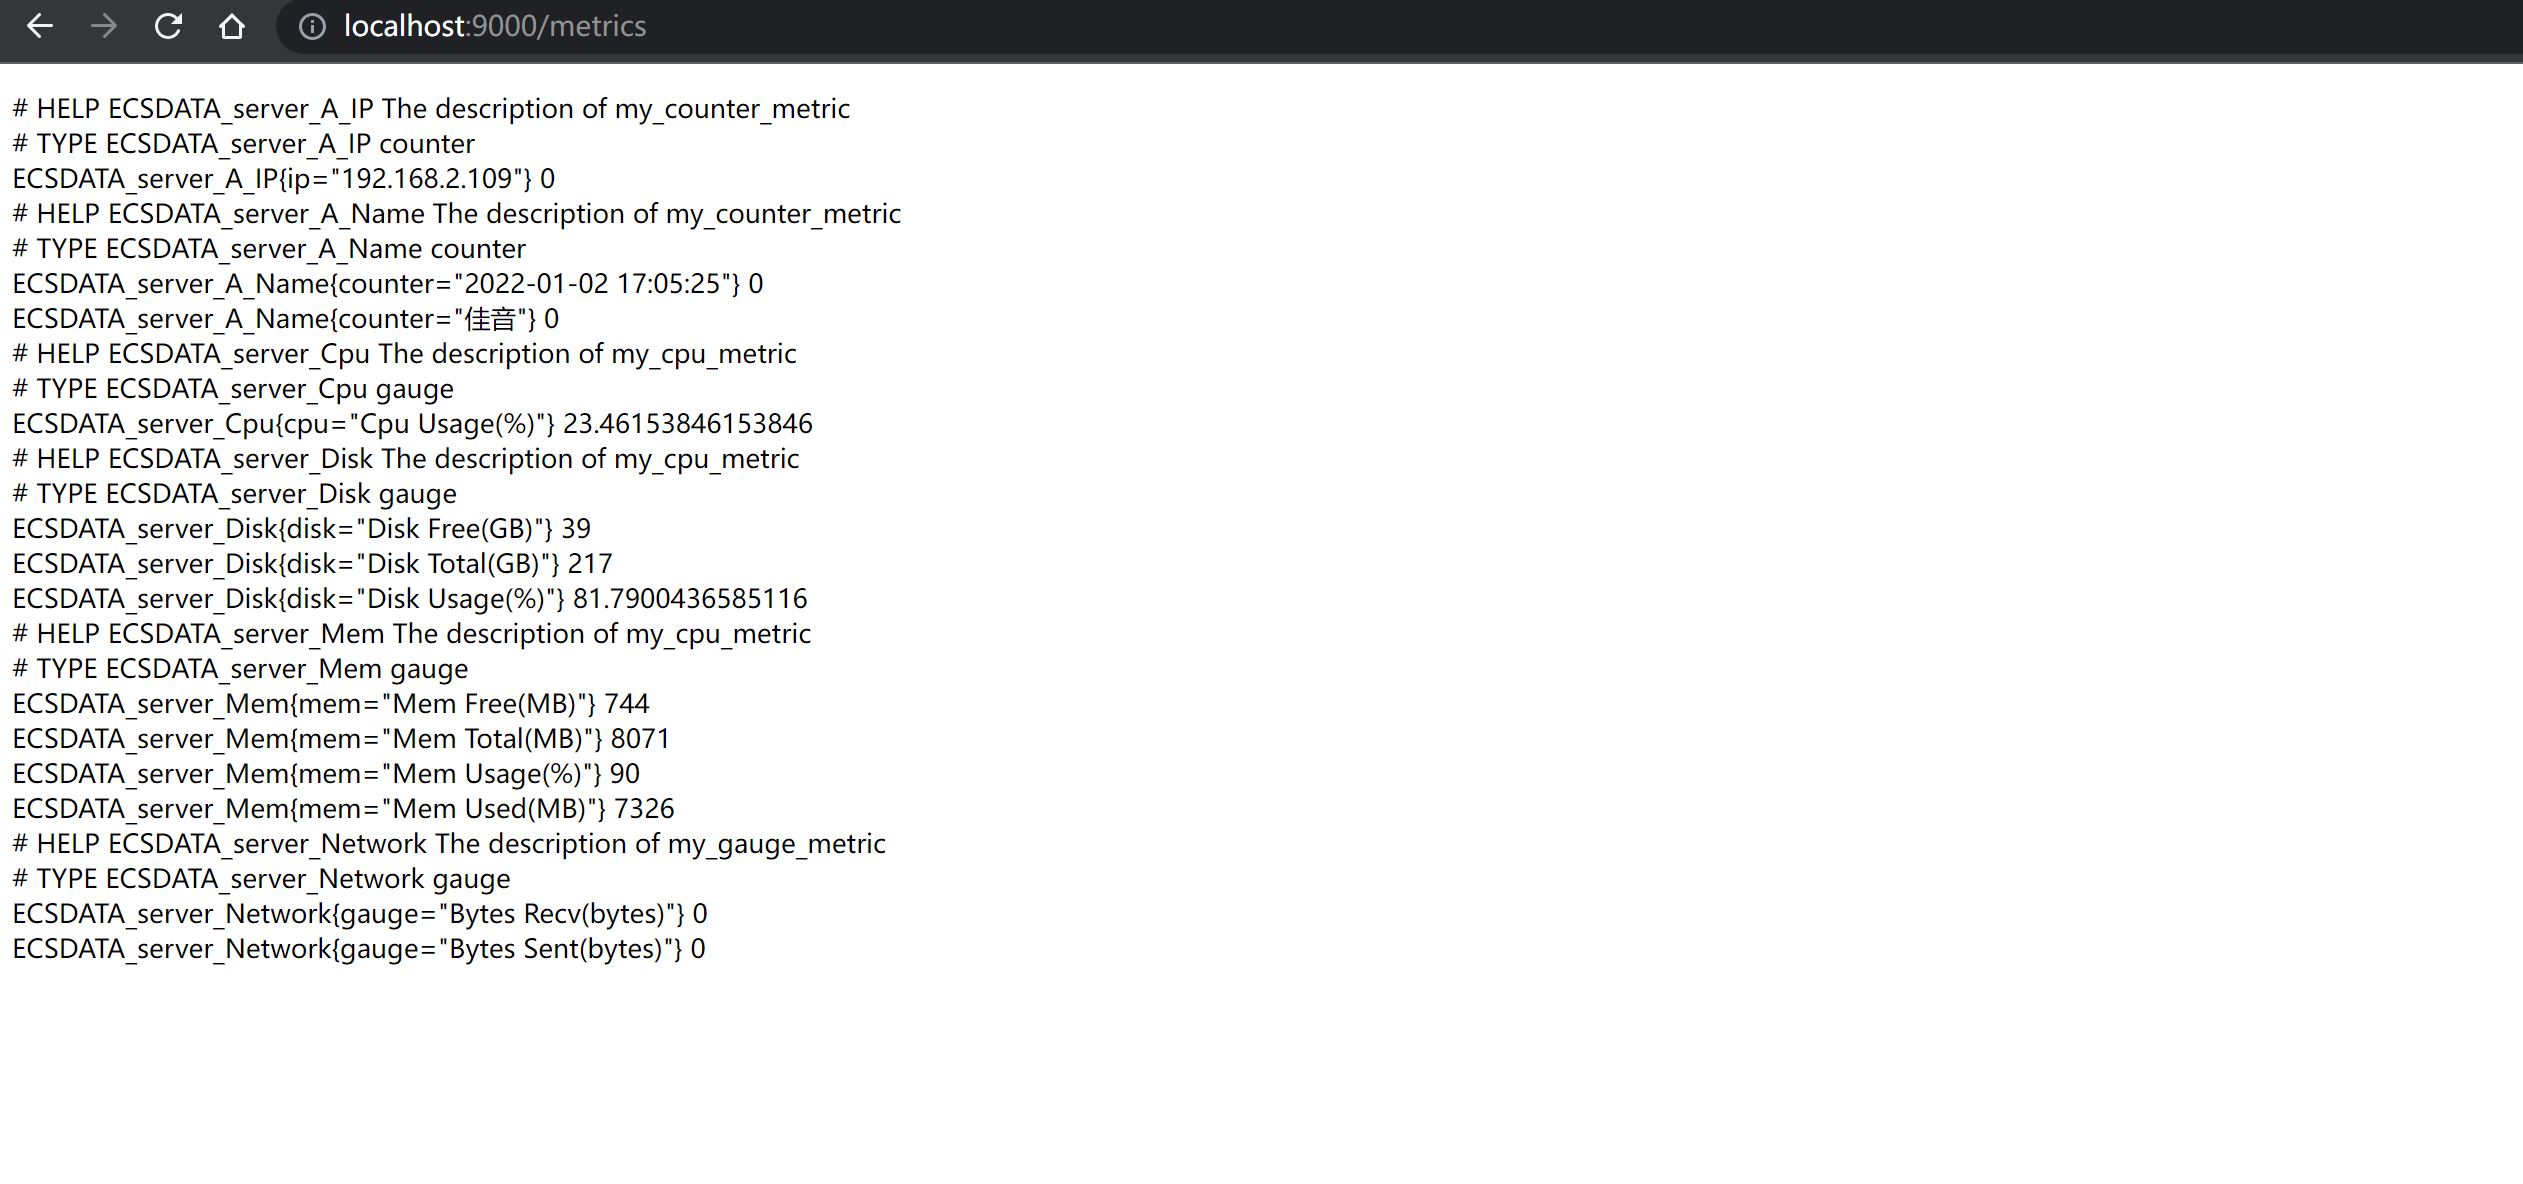 localhost:9000/metrics
# HELP ECSDATA_server_A_IP The description of my_counter_metric
# TYPE ECSDATA_server_A_IP counter
ECSDATA_server_A_IP{ip="192.168.2.109"} 0
# HELP ECSDATA_server_A_Name The description of my_counter_metric
# TYPE ECSDATA_server_A_Name counter
ECSDATA_server_A_Name{counter="2022-01-02 17:05:25"} 0
ECSDATA_server_A_Name{counter="佳音"} 0
# HELP ECSDATA_server_Cpu The description of my_cpu_metric
# TYPE ECSDATA_server_Cpu gauge
ECSDATA_server_Cpu{cpu="Cpu Usage(%)"} 23.46153846153846
# HELP ECSDATA_server_Disk The description of my_cpu_metric
# TYPE ECSDATA_server_Disk gauge
ECSDATA_server_Disk{disk="Disk Free(GB)"} 39
ECSDATA_server_Disk{disk="Disk Total(GB)"} 217
ECSDATA_server_Disk{disk="Disk Usage(%)"} 81.7900436585116
# HELP ECSDATA_server_Mem The description of my_cpu_metric
# TYPE ECSDATA_server_Mem gauge
ECSDATA_server_Mem{mem="Mem Free(MB)"} 744
ECSDATA_server_Mem{mem="Mem Total(MB)"} 8071
ECSDATA_server_Mem{mem="Mem Usage(%)"} 90
ECSDATA_server_Mem{mem="Mem Used(MB)"} 7326
# HELP ECSDATA_server_Network The description of my_gauge_metric
# TYPE ECSDATA_server_Network gauge
ECSDATA_server_Network{gauge="Bytes Recv(bytes)"} 0
ECSDATA_server_Network{gauge="Bytes Sent(bytes)"} 0